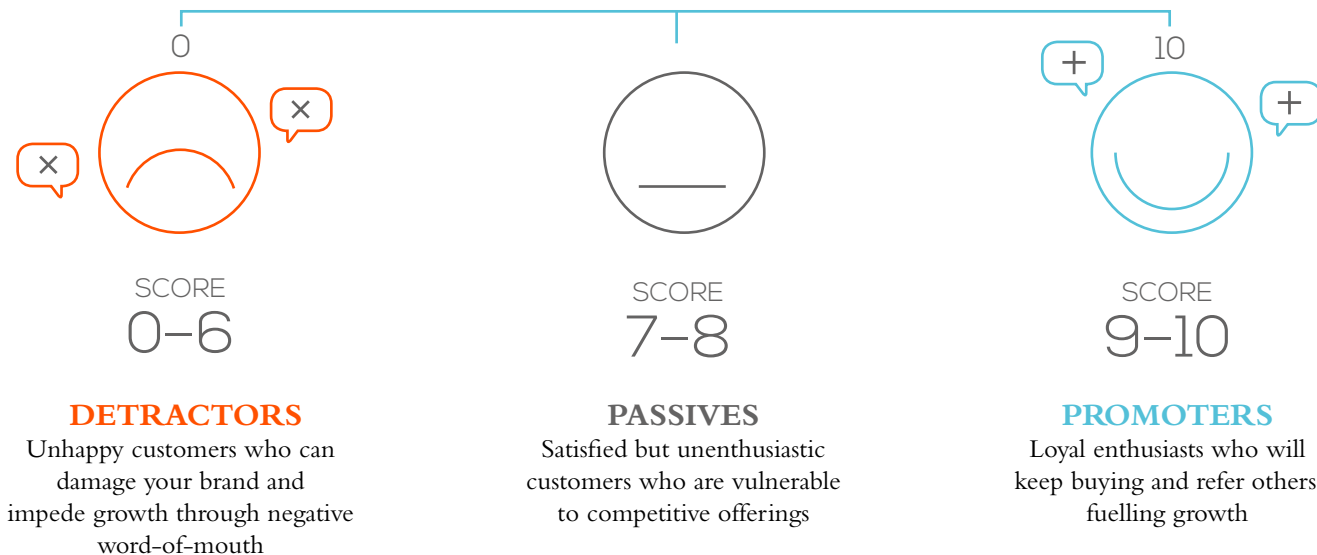 0
10
SCORE
0–6
DETRACTORS
Unhappy customers who can
damage your brand and
impede growth through negative
word-of-mouth
SCORE
7–8
PASSIVES
Satisfied but unenthusiastic
customers who are vulnerable
to competitive offerings
SCORE
9–10
PROMOTERS
Loyal enthusiasts who will
keep buying and refer others
fuelling growth